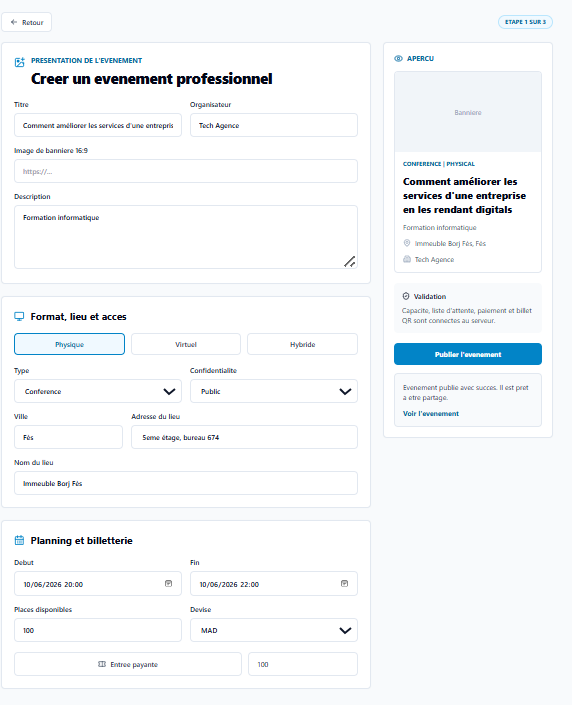 Retour
ETAPE 1 SUR 3
PRESENTATION DE L'EVENEMENT
Creer un evenement professionnel
Titre
Organisateur
Comment améliorer les services d'une entrepris
Tech Agence
Image de banniere 16:9
https://...
Description
Formation informatique
Format, lieu et acces
Physique
Virtuel
Hybride
Type
Confidentialite
Conference
Public
Ville
Adresse du lieu
Fès
5eme étage, bureau 674
Nom du lieu
Immeuble Borj Fès
Planning et billetterie
Debut
Fin
10/06/2026 20:00
10/06/2026 22:00
Places disponibles
Devise
100
MAD
Entree payante
100
APERCU
Banniere
CONFERENCE | PHYSICAL
Comment améliorer les
services d'une entreprise
en les rendant digitals
Formation informatique
Immeuble Borj Fès, Fès
Tech Agence
Validation
Capacite, liste d'attente, paiement et billet
QR sont connectes au serveur.
Publier l'evenement
Evenement publie avec succes. Il est pret
a etre partage.
Voir l'evenement